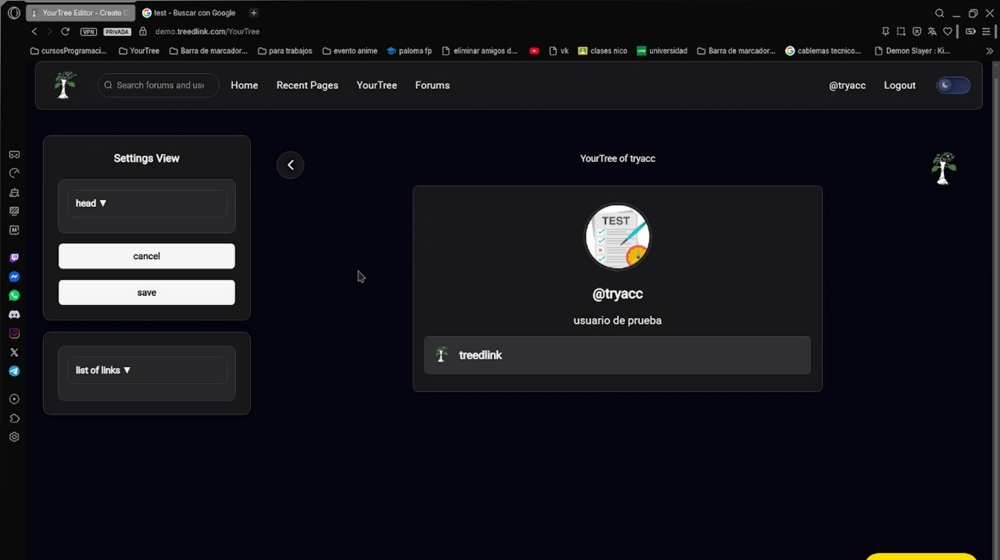 YourTree Editor - Create C
test - Buscar con Google
VPN PRIVADA demo.treedlink.com/YourTree
cursosProgramaci... YourTree Barra de marcador... para trabajos evento anime paloma fp eliminar amigos d... vk clases nico universidad Barra de marcador... cablemas tecnico... Demon Slayer : Ki...
Search forums and use Home Recent Pages YourTree Forums @tryacc Logout
Settings View
head ▼
cancel
save
list of links ▼
YourTree of tryacc
TEST
@tryacc
usuario de prueba
treedlink